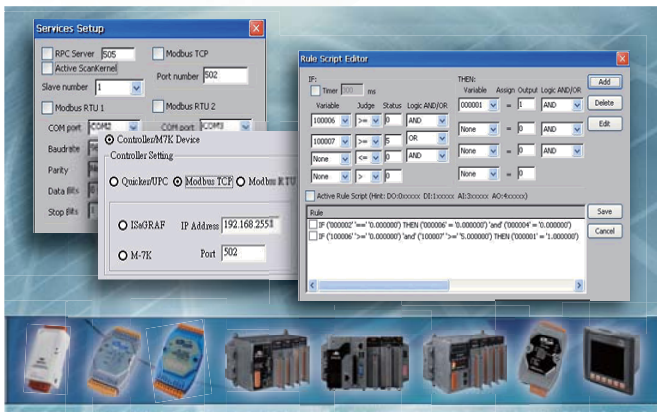 Services Setup
RPC Server 505
Modbus TCP
Active ScanKernel
Port number 502
Slave number 1
Modbus RTU 1
Modbus RTU 2
COM port COM2
COM port COM3
Baudrate
Parity
Data Bits
Stop Bits 1
Controller/M7K Device
Controller Setting
Quicker/UPC Modbus TCP Modbus RTU
ISaGRAF IP Address 192.168.255.
M-7K Port 502
Rule Script Editor
IF:
Timer 300 ms
Variable Judge Status Logic AND/OR
100006 >= 0 AND
100007 >= 5 OR
None <= 0 AND
None > 0
THEN:
Variable Assign Output Logic AND/OR
000001 = 1 AND
None = 0 AND
None = 0 AND
None = 0
Add
Delete
Edit
Active Rule Script (Hint: DO:0xxxxx DI:1xxxxx AI:3xxxxx AO:4xxxxx)
Rule
IF ('000002' '==' '0.000000') THEN ('000006' = '0.000000') 'and' ('000004' = '0.000000')
IF ('100006' '>=' '0.000000') 'and' ('100007' '>=' '5.000000') THEN ('000001' = '1.000000')
Save
Cancel